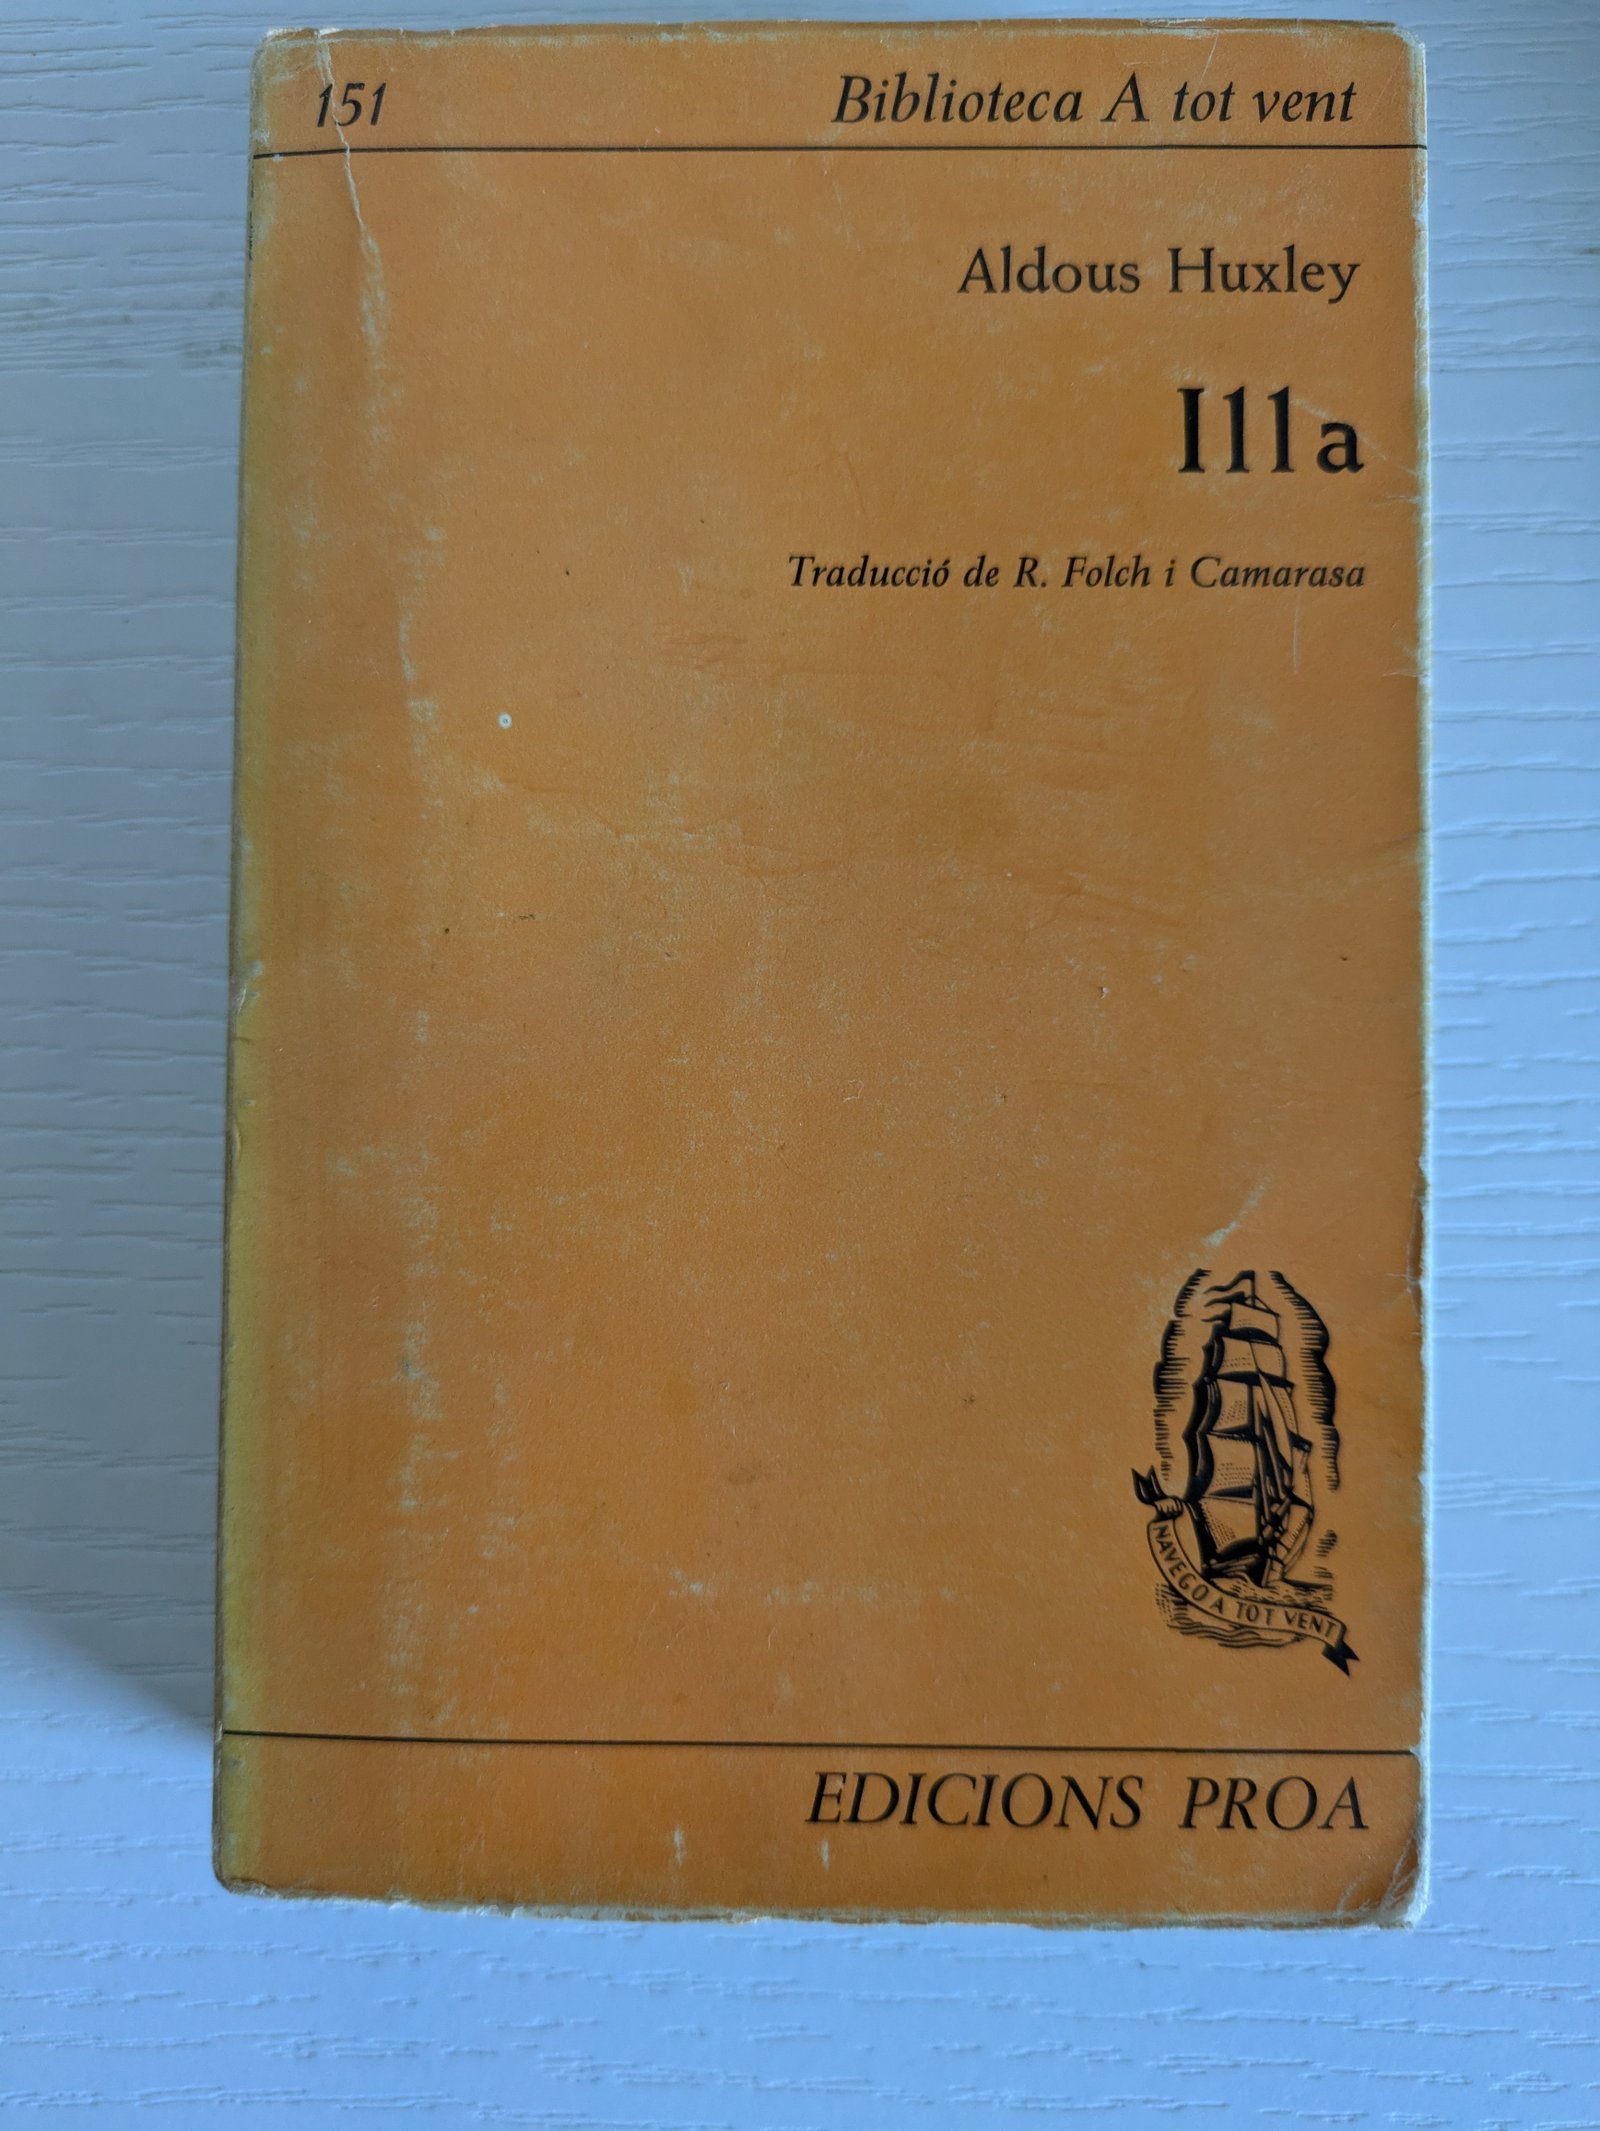 151 Biblioteca A tot vent
Aldous Huxley
Illa
Traducció de R. Folch i Camarasa
NAVEGO A TOT VENT
EDICIONS PROA